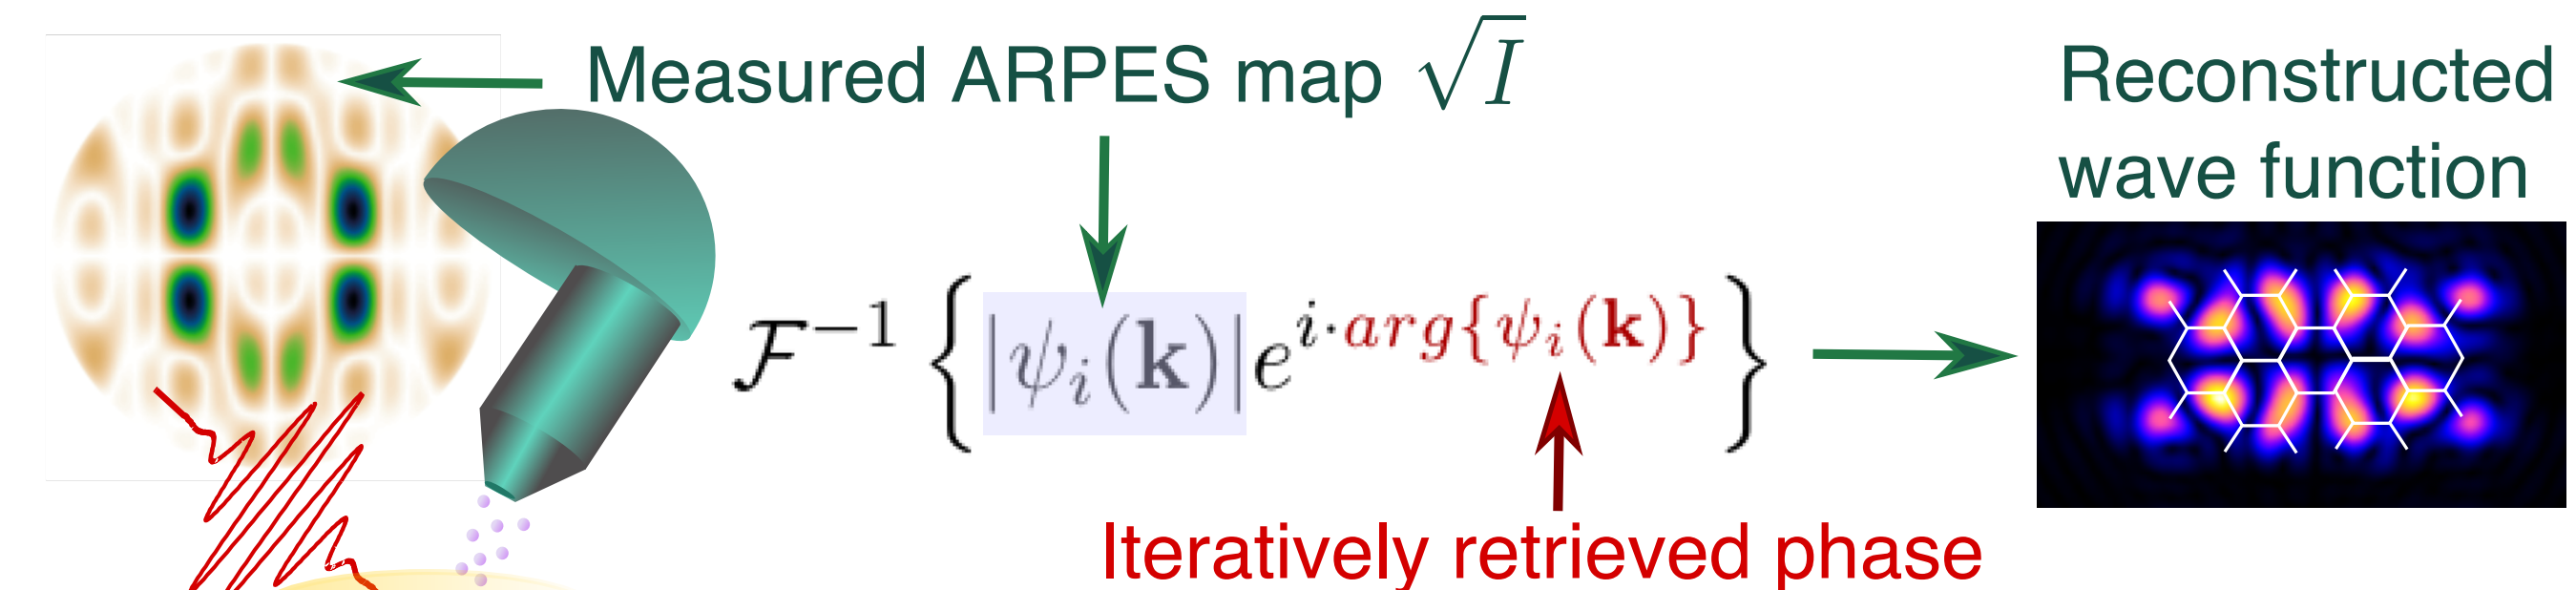 Measured ARPES map √I
Reconstructed
wave function
ℱ⁻¹ { |ψᵢ(𝐤)| e^{i·arg{ψᵢ(𝐤)}} }
Iteratively retrieved phase